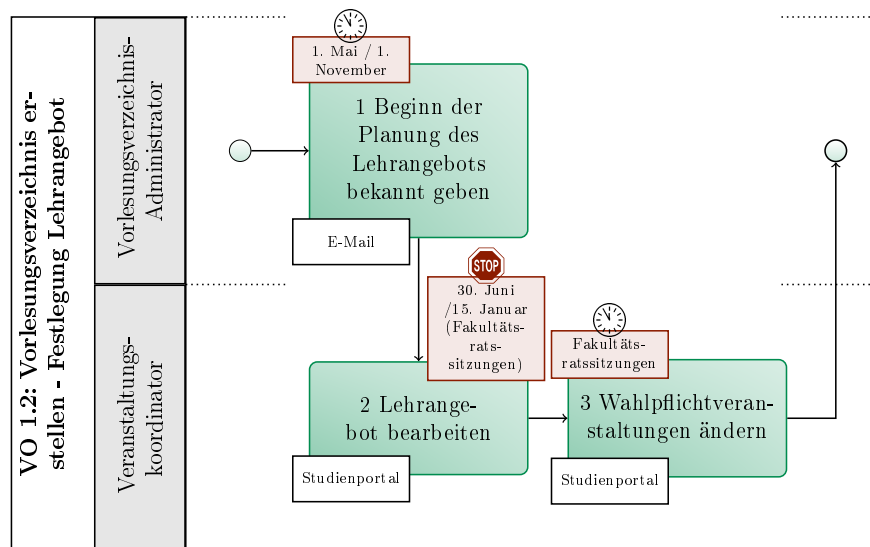 VO 1.2: Vorlesungsverzeichnis er-
stellen - Festlegung Lehrangebot
Vorlesungsverzeichnis-
Administrator
1. Mai / 1.
November
1 Beginn der
Planung des
Lehrangebots
bekannt geben
E-Mail
Veranstaltungs-
koordinator
STOP
30. Juni
/15. Januar
(Fakultäts-
rats-
sitzungen)
2 Lehrange-
bot bearbeiten
Studienportal
Fakultäts-
ratssitzungen
3 Wahlpflichtveran-
staltungen ändern
Studienportal